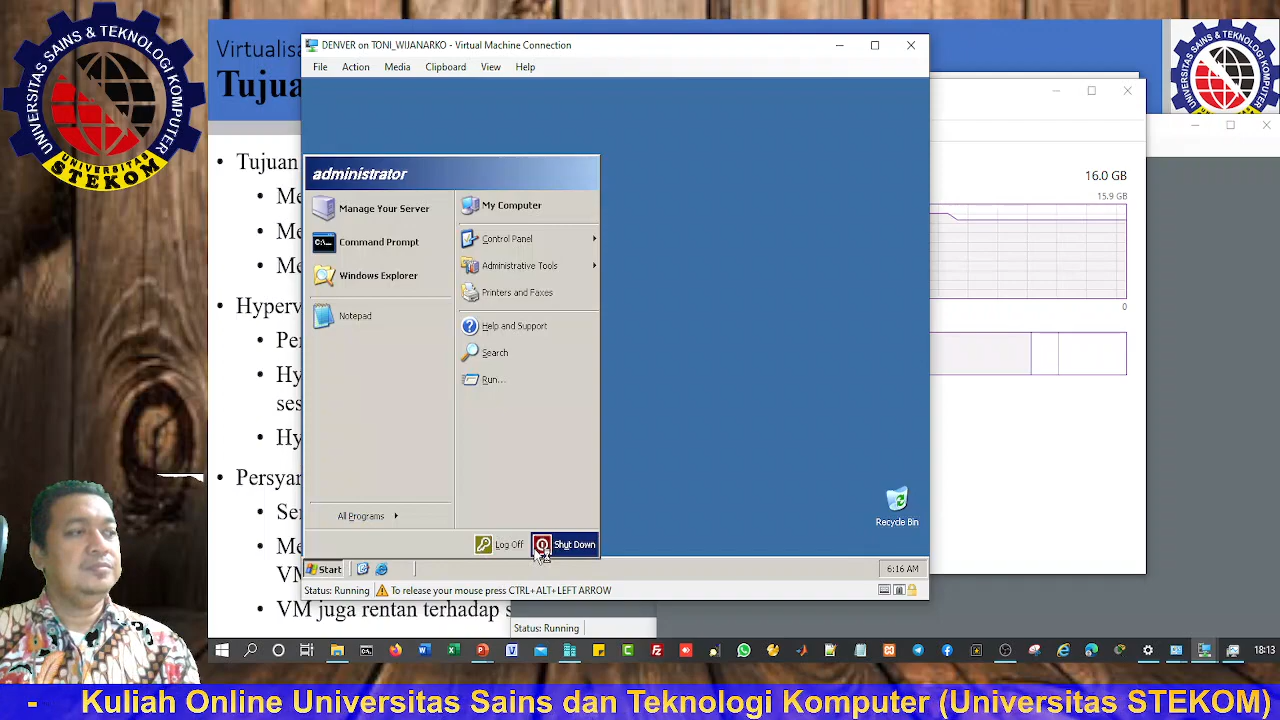 UNIVERSITAS SAINS & TEKNOLOGI KOMPUTER
UNIVERSITAS
STEKOM
Virtualisa
Tujua
DENVER on TONI_WIJANARKO - Virtual Machine Connection
File Action Media Clipboard View Help
administrator
Manage Your Server
Command Prompt
Windows Explorer
Notepad
All Programs
My Computer
Control Panel
Administrative Tools
Printers and Faxes
Help and Support
Search
Run...
Log Off
Shut Down
Recycle Bin
Start
6:16 AM
Status: Running
To release your mouse press CTRL+ALT+LEFT ARROW
16.0 GB
15.9 GB
0
• Tujuan
• Me
• Me
• Me
• Hyperv
• Per
• Hy
ses
• Hy
• Persyar
• Ser
• Me
VM
• VM juga rentan terhadap s
Status: Running
18:13
- Kuliah Online Universitas Sains dan Teknologi Komputer (Universitas STEKOM)